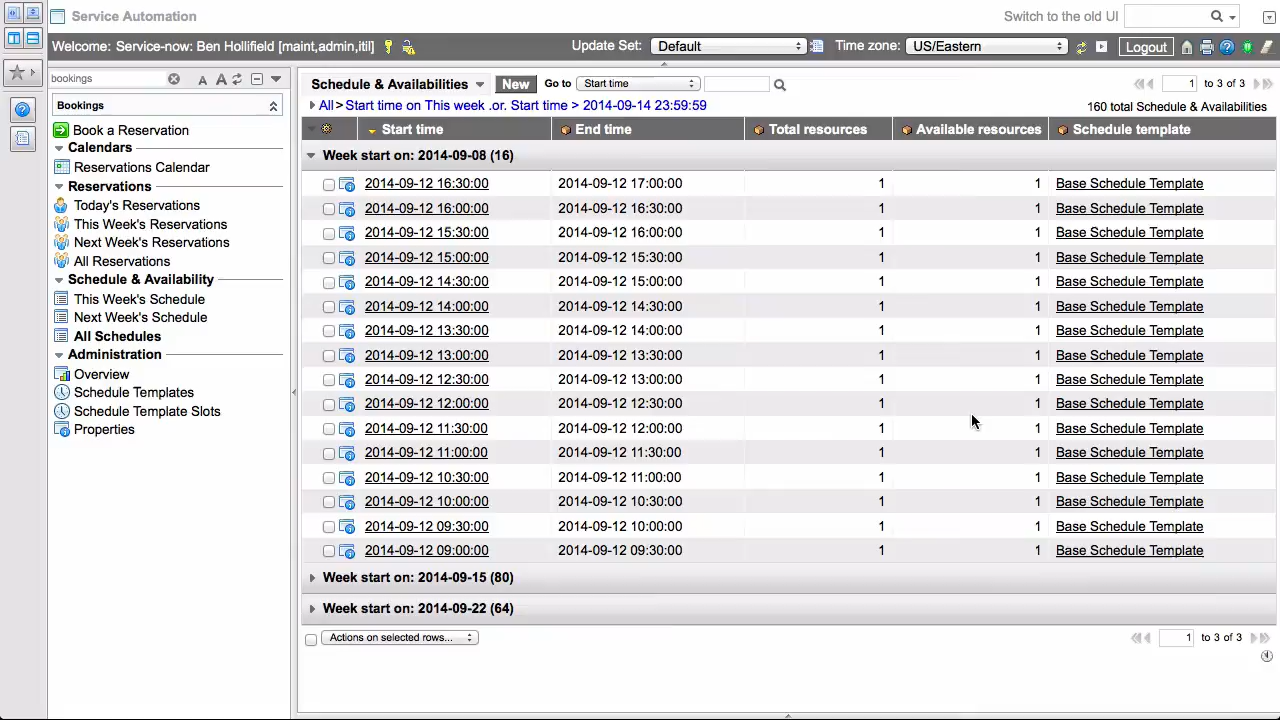 Service Automation
Switch to the old UI
Welcome: Service-now: Ben Hollifield [maint,admin,itil]
Update Set: Default
Time zone: US/Eastern
Logout
bookings
A A
Bookings
Book a Reservation
Calendars
Reservations Calendar
Reservations
Today's Reservations
This Week's Reservations
Next Week's Reservations
All Reservations
Schedule & Availability
This Week's Schedule
Next Week's Schedule
All Schedules
Administration
Overview
Schedule Templates
Schedule Template Slots
Properties
Schedule & Availabilities New Go to Start time 1 to 3 of 3
All > Start time on This week .or. Start time > 2014-09-14 23:59:59 160 total Schedule & Availabilities
Start time End time Total resources Available resources Schedule template
Week start on: 2014-09-08 (16)
2014-09-12 16:30:00 2014-09-12 17:00:00 1 1 Base Schedule Template
2014-09-12 16:00:00 2014-09-12 16:30:00 1 1 Base Schedule Template
2014-09-12 15:30:00 2014-09-12 16:00:00 1 1 Base Schedule Template
2014-09-12 15:00:00 2014-09-12 15:30:00 1 1 Base Schedule Template
2014-09-12 14:30:00 2014-09-12 15:00:00 1 1 Base Schedule Template
2014-09-12 14:00:00 2014-09-12 14:30:00 1 1 Base Schedule Template
2014-09-12 13:30:00 2014-09-12 14:00:00 1 1 Base Schedule Template
2014-09-12 13:00:00 2014-09-12 13:30:00 1 1 Base Schedule Template
2014-09-12 12:30:00 2014-09-12 13:00:00 1 1 Base Schedule Template
2014-09-12 12:00:00 2014-09-12 12:30:00 1 1 Base Schedule Template
2014-09-12 11:30:00 2014-09-12 12:00:00 1 1 Base Schedule Template
2014-09-12 11:00:00 2014-09-12 11:30:00 1 1 Base Schedule Template
2014-09-12 10:30:00 2014-09-12 11:00:00 1 1 Base Schedule Template
2014-09-12 10:00:00 2014-09-12 10:30:00 1 1 Base Schedule Template
2014-09-12 09:30:00 2014-09-12 10:00:00 1 1 Base Schedule Template
2014-09-12 09:00:00 2014-09-12 09:30:00 1 1 Base Schedule Template
Week start on: 2014-09-15 (80)
Week start on: 2014-09-22 (64)
Actions on selected rows... 1 to 3 of 3